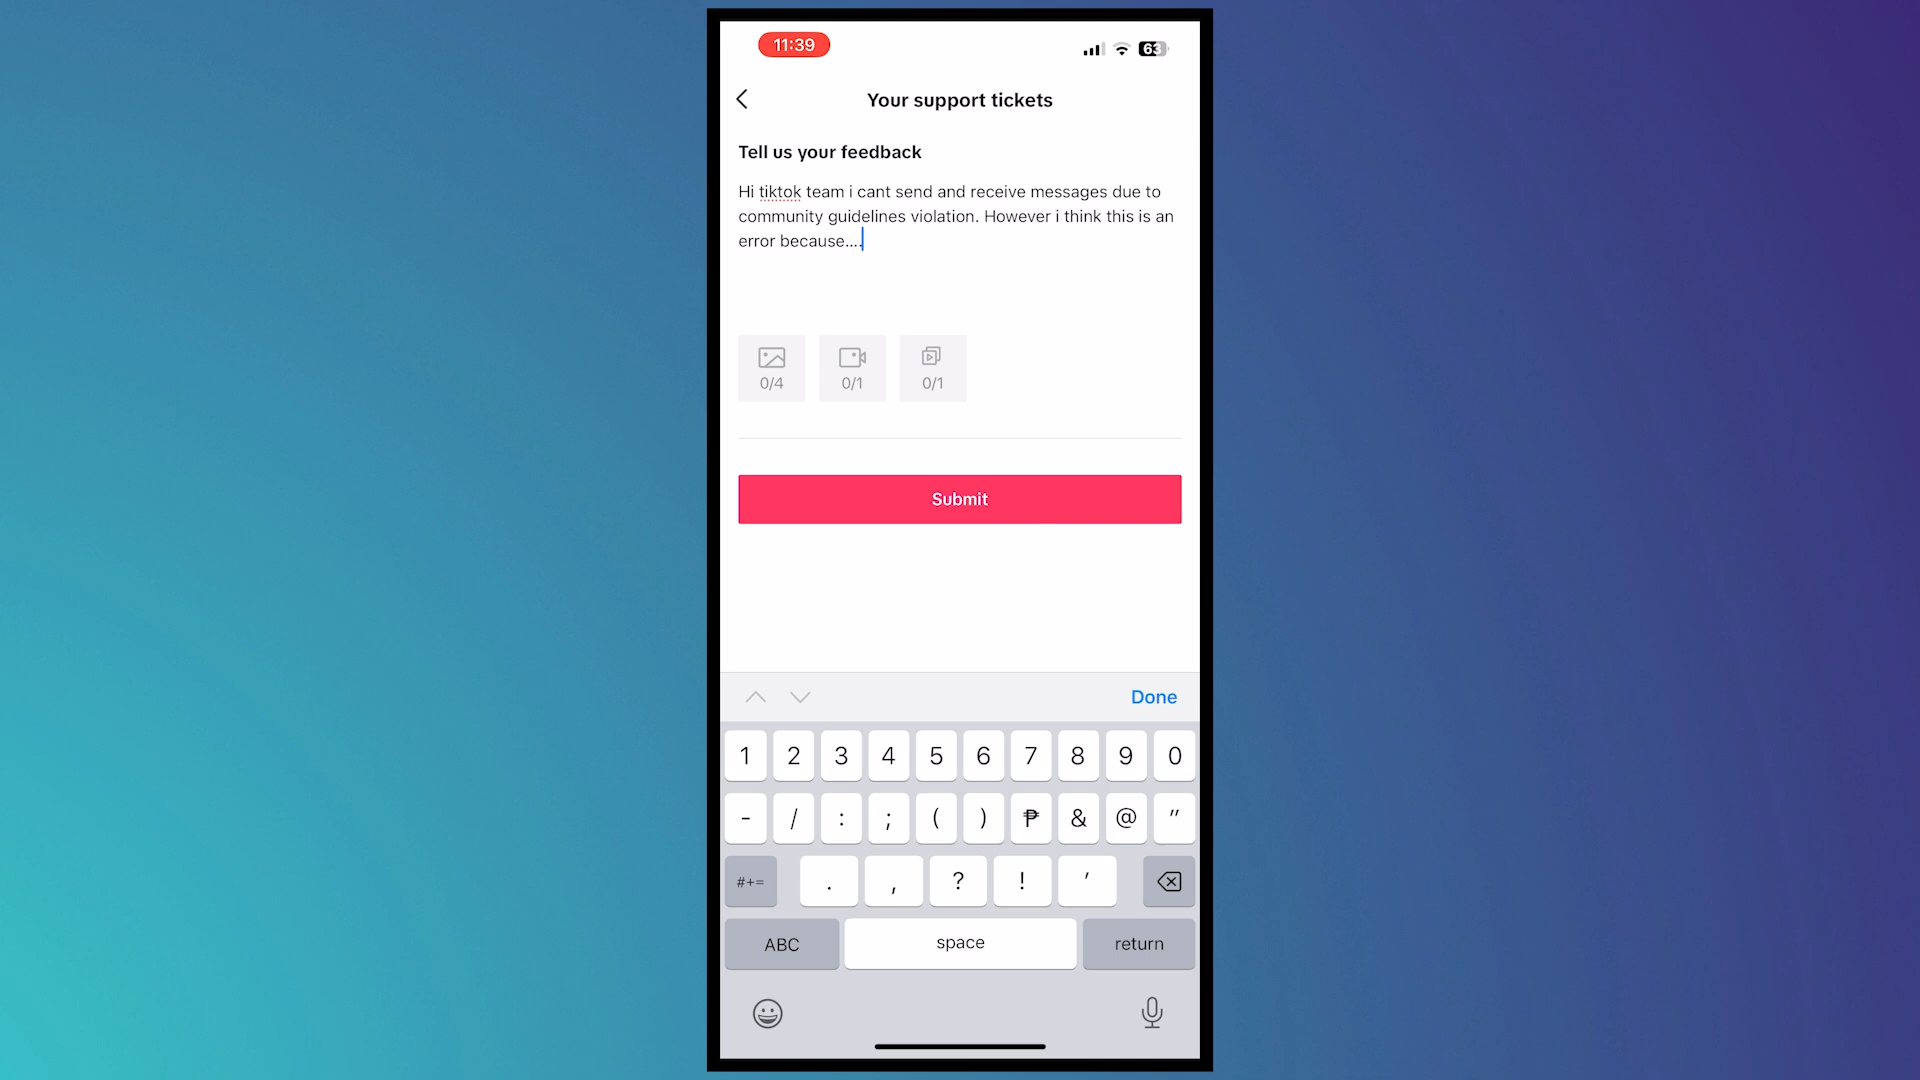 11:39
63
Your support tickets
Tell us your feedback
Hi tiktok team i cant send and receive messages due to
community guidelines violation. However i think this is an
error because....
0/4 0/1 0/1
Submit
Done
1 2 3 4 5 6 7 8 9 0
- / : ; ( ) ₱ & @ "
#+= . , ? ! '
ABC space return